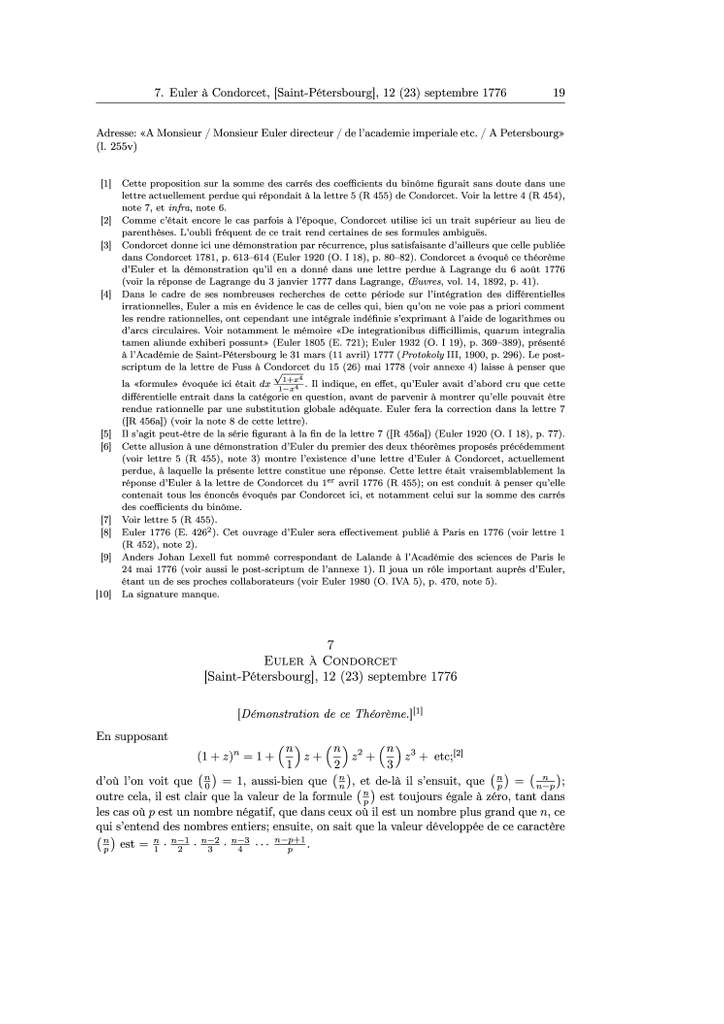 7. Euler à Condorcet, [Saint-Pétersbourg], 12 (23) septembre 1776 19
Adresse: «A Monsieur / Monsieur Euler directeur / de l'academie imperiale etc. / A Petersbourg»
(l. 255v)
[1] Cette proposition sur la somme des carrés des coefficients du binôme figurait sans doute dans une
lettre actuellement perdue qui répondait à la lettre 5 (R 455) de Condorcet. Voir la lettre 4 (R 454),
note 7, et infra, note 6.
[2] Comme c'était encore le cas parfois à l'époque, Condorcet utilise ici un trait supérieur au lieu de
parenthèses. L'oubli fréquent de ce trait rend certaines de ses formules ambiguës.
[3] Condorcet donne ici une démonstration par récurrence, plus satisfaisante d'ailleurs que celle publiée
dans Condorcet 1781, p. 613–614 (Euler 1920 (O. I 18), p. 80–82). Condorcet a évoqué ce théorème
d'Euler et la démonstration qu'il en a donné dans une lettre perdue à Lagrange du 6 août 1776
(voir la réponse de Lagrange du 3 janvier 1777 dans Lagrange, Œuvres, vol. 14, 1892, p. 41).
[4] Dans le cadre de ses nombreuses recherches de cette période sur l'intégration des différentielles
irrationnelles, Euler a mis en évidence le cas de celles qui, bien qu'on ne voie pas a priori comment
les rendre rationnelles, ont cependant une intégrale indéfinie s'exprimant à l'aide de logarithmes ou
d'arcs circulaires. Voir notamment le mémoire «De integrationibus difficillimis, quarum integralia
tamen aliunde exhiberi possunt» (Euler 1805 (E. 721); Euler 1932 (O. I 19), p. 369–389), présenté
à l'Académie de Saint-Pétersbourg le 31 mars (11 avril) 1777 (Protokoly III, 1900, p. 296). Le post-
scriptum de la lettre de Fuss à Condorcet du 15 (26) mai 1778 (voir annexe 4) laisse à penser que
la «formule» évoquée ici était $dx \frac{\sqrt{1+x^4}}{1-x^4}$. Il indique, en effet, qu'Euler avait d'abord cru que cette
différentielle entrait dans la catégorie en question, avant de parvenir à montrer qu'elle pouvait être
rendue rationnelle par une substitution globale adéquate. Euler fera la correction dans la lettre 7
([R 456a]) (voir la note 8 de cette lettre).
[5] Il s'agit peut-être de la série figurant à la fin de la lettre 7 ([R 456a]) (Euler 1920 (O. I 18), p. 77).
[6] Cette allusion à une démonstration d'Euler du premier des deux théorèmes proposés précédemment
(voir lettre 5 (R 455), note 3) montre l'existence d'une lettre d'Euler à Condorcet, actuellement
perdue, à laquelle la présente lettre constitue une réponse. Cette lettre était vraisemblablement la
réponse d'Euler à la lettre de Condorcet du 1er avril 1776 (R 455); on est conduit à penser qu'elle
contenait tous les énoncés évoqués par Condorcet ici, et notamment celui sur la somme des carrés
des coefficients du binôme.
[7] Voir lettre 5 (R 455).
[8] Euler 1776 (E. 426²). Cet ouvrage d'Euler sera effectivement publié à Paris en 1776 (voir lettre 1
(R 452), note 2).
[9] Anders Johan Lexell fut nommé correspondant de Lalande à l'Académie des sciences de Paris le
24 mai 1776 (voir aussi le post-scriptum de l'annexe 1). Il joua un rôle important auprès d'Euler,
étant un de ses proches collaborateurs (voir Euler 1980 (O. IVA 5), p. 470, note 5).
[10] La signature manque.
7
Euler à Condorcet
[Saint-Pétersbourg], 12 (23) septembre 1776
[Démonstration de ce Théorème.][1]
En supposant
$(1+z)^n = 1 + \left(\frac{n}{1}\right) z + \left(\frac{n}{2}\right) z^2 + \left(\frac{n}{3}\right) z^3 +$ etc;[2]
d'où l'on voit que $\left(\frac{n}{0}\right) = 1$, aussi-bien que $\left(\frac{n}{n}\right)$, et de-là il s'ensuit, que $\left(\frac{n}{p}\right) = \left(\frac{n}{n-p}\right)$;
outre cela, il est clair que la valeur de la formule $\left(\frac{n}{p}\right)$ est toujours égale à zéro, tant dans
les cas où p est un nombre négatif, que dans ceux où il est un nombre plus grand que n, ce
qui s'entend des nombres entiers; ensuite, on sait que la valeur développée de ce caractère
$\left(\frac{n}{p}\right)$ est $= \frac{n}{1} \cdot \frac{n-1}{2} \cdot \frac{n-2}{3} \cdot \frac{n-3}{4} \cdots \frac{n-p+1}{p}$.